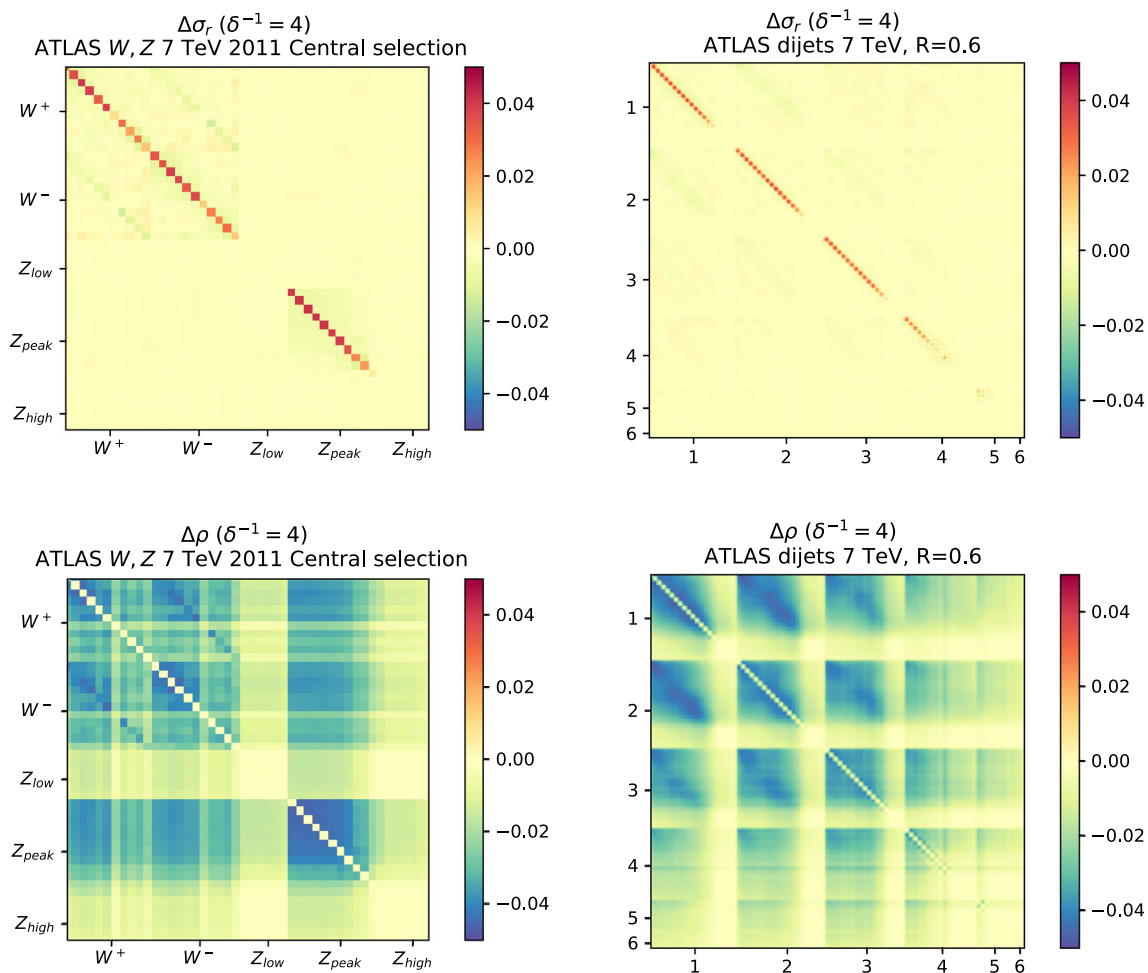 Δσ_r (δ⁻¹ = 4)
ATLAS W, Z 7 TeV 2011 Central selection
W⁺
W⁻
Z_low
Z_peak
Z_high
W⁺ W⁻ Z_low Z_peak Z_high
0.04
0.02
0.00
−0.02
−0.04
Δσ_r (δ⁻¹ = 4)
ATLAS dijets 7 TeV, R=0.6
1
2
3
4
5
6
1 2 3 4 5 6
0.04
0.02
0.00
−0.02
−0.04
Δρ (δ⁻¹ = 4)
ATLAS W, Z 7 TeV 2011 Central selection
W⁺
W⁻
Z_low
Z_peak
Z_high
W⁺ W⁻ Z_low Z_peak Z_high
0.04
0.02
0.00
−0.02
−0.04
Δρ (δ⁻¹ = 4)
ATLAS dijets 7 TeV, R=0.6
1
2
3
4
5
6
1 2 3 4 5 6
0.04
0.02
0.00
−0.02
−0.04